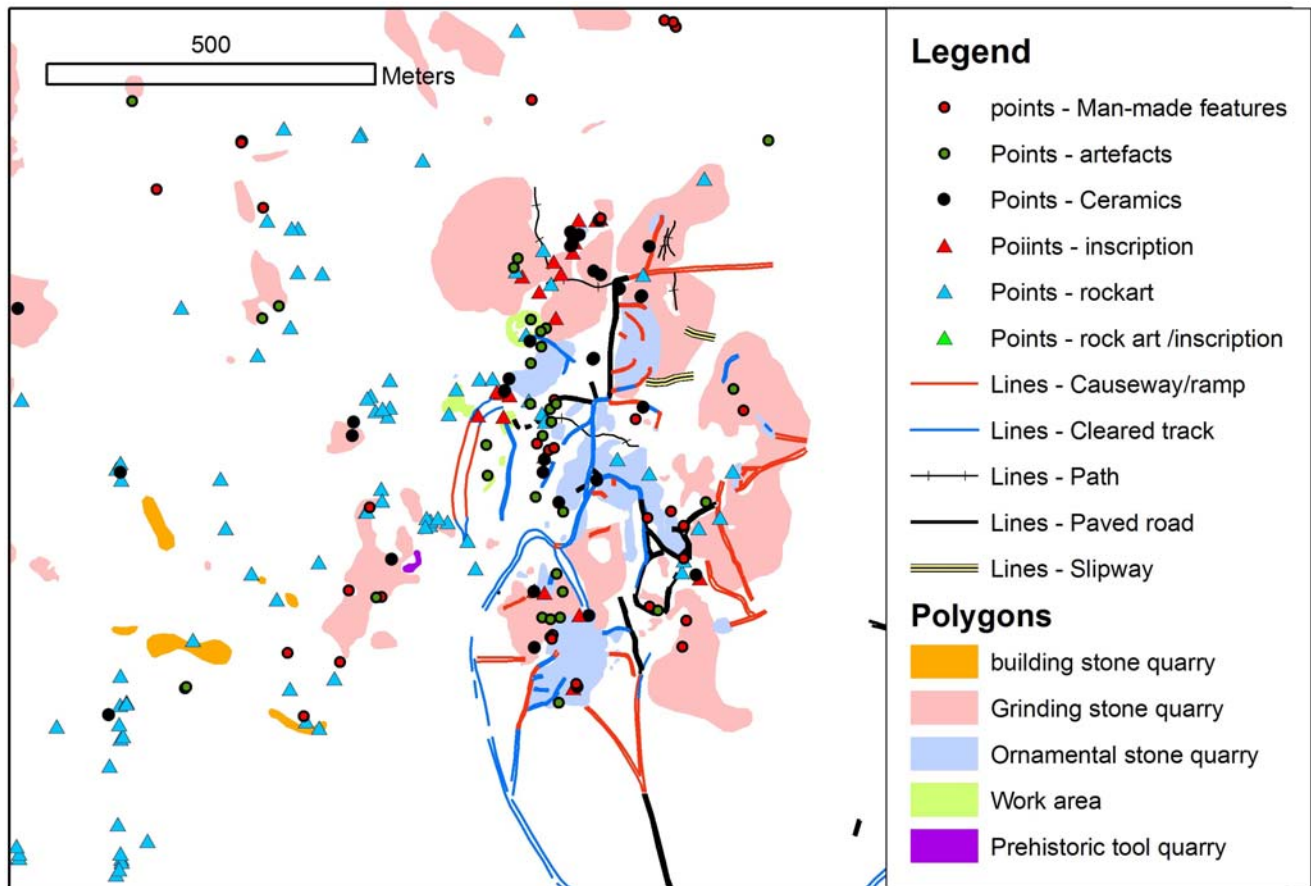 500
Meters
Legend
points - Man-made features
Points - artefacts
Points - Ceramics
Poiints - inscription
Points - rockart
Points - rock art /inscription
Lines - Causeway/ramp
Lines - Cleared track
Lines - Path
Lines - Paved road
Lines - Slipway
Polygons
building stone quarry
Grinding stone quarry
Ornamental stone quarry
Work area
Prehistoric tool quarry